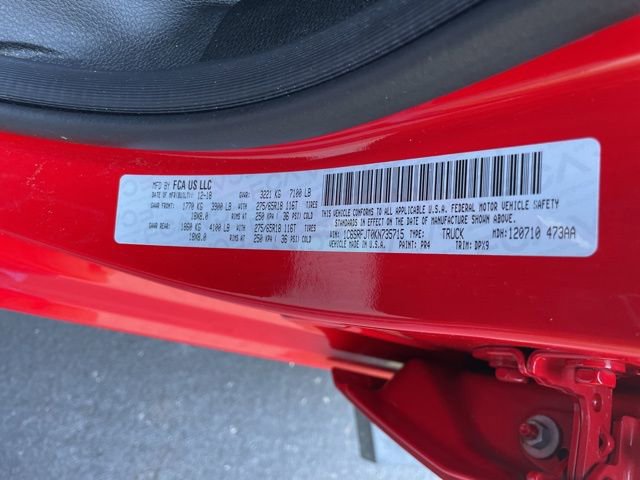 MFD BY FCA US LLC
DATE OF MFR/BUILT: 12-18 GVWR: 3221 KG 7100 LB
GAWR FRONT: 1770 KG 3900 LB WITH 275/65R18 116T TIRES
18X8.0 RIMS AT 250 KPA ( 36 PSI) COLD
GAWR REAR: 1860 KG 4100 LB WITH 275/65R18 116T TIRES
18X8.0 RIMS AT 250 KPA ( 36 PSI) COLD
THIS VEHICLE CONFORMS TO ALL APPLICABLE U.S.A. FEDERAL MOTOR VEHICLE SAFETY
STANDARDS IN EFFECT ON THE DATE OF MANUFACTURE SHOWN ABOVE.
VIN: 1C6SRFJT0KN735715 TYPE: TRUCK MDH: 120710 473AA
PAINT: PR4 TRIM: DPX9